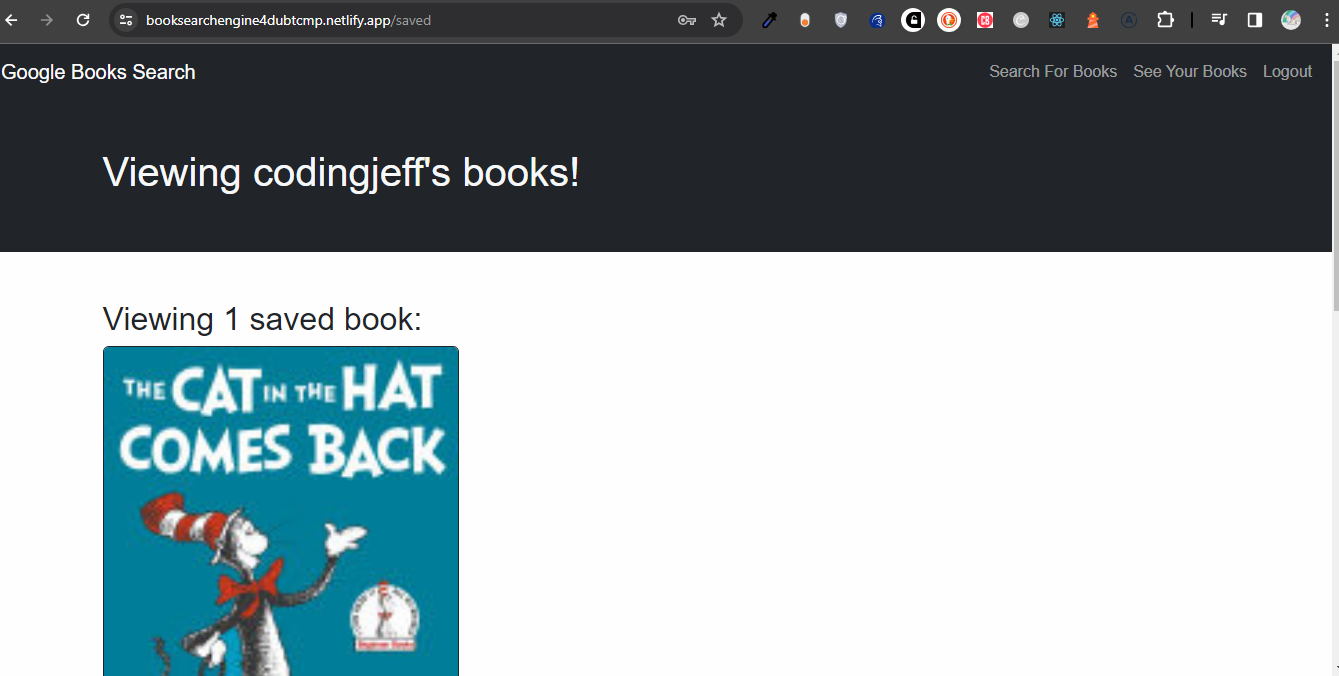 booksearchengine4dubtcmp.netlify.app/saved
Google Books Search
Search For Books
See Your Books
Logout
Viewing codingjeff's books!
Viewing 1 saved book:
THE CAT IN THE HAT
COMES BACK